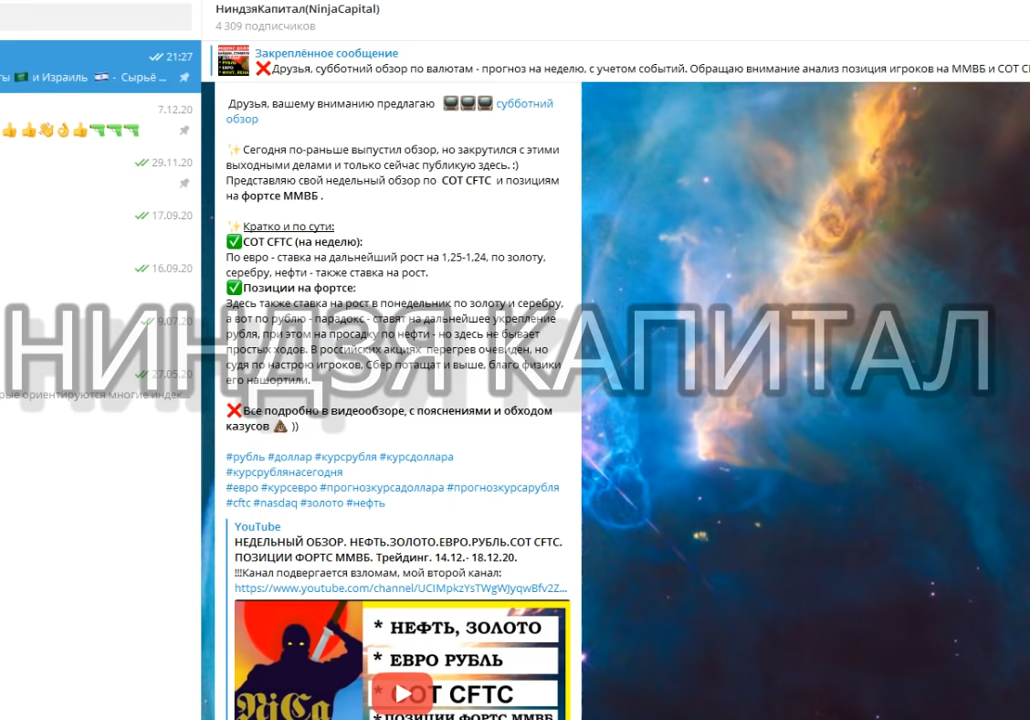 НиндзяКапитал(NinjaCapital)
4 309 подписчиков
Закреплённое сообщение
❌Друзья, субботний обзор по валютам - прогноз на неделю, с учетом событий. Обращаю внимание анализ позиция игроков на ММВБ и СОТ
21:27
и Израиль 🇮🇱 - Сырьё ...
7.12.20
👍 👍👋👌👍🔫🔫🔫
29.11.20
17.09.20
16.09.20
9.07.20
27.05.20
ориентируются многие индек...
Друзья, вашему вниманию предлагаю 📺📺📺 субботний
обзор
✨Сегодня по-раньше выпустил обзор, но закрутился с этими
выходными делами и только сейчас публикую здесь. :)
Представляю свой недельный обзор по СОТ CFTC и позициям
на фортсе ММВБ .
✨Кратко и по сути:
✅СОТ CFTC (на неделю):
По евро - ставка на дальнейший рост на 1,25-1,24, по золоту,
серебру, нефти - также ставка на рост.
✅Позиции на фортсе:
Здесь также ставка на рост в понедельник по золоту и серебру,
а вот по рублю - парадокс - ставят на дальнейшее укрепление
рубля, при этом на просадку по нефти - но здесь не бывает
простых ходов. В российских акциях перегрев очевиден, но
судя по настрою игроков. Сбер потащат и выше, благо физики
его нашортили.
❌Все подробно в видеообзоре, с пояснениями и обходом
казусов 💩 ))
#рубль #доллар #курсрубля #курсдоллара
#курсрублянасегодня
#евро #курсевро #прогнозкурсадоллара #прогнозкурсарубля
#cftc #nasdaq #золото #нефть
YouTube
НЕДЕЛЬНЫЙ ОБЗОР. НЕФТЬ.ЗОЛОТО.ЕВРО.РУБЛЬ.СОТ CFTC.
ПОЗИЦИИ ФОРТС ММВБ. Трейдинг. 14.12.- 18.12.20.
!!!Канал подвергается взломам, мой второй канал:
https://www.youtube.com/channel/UCIMpkzYsTWgWJyqwBfv2Z...
* НЕФТЬ, ЗОЛОТО
* ЕВРО РУБЛЬ
* СОТ CFTC
* ПОЗИЦИИ ФОРТС ММВБ
NiCa
НИНДЗЯ КАПИТАЛ